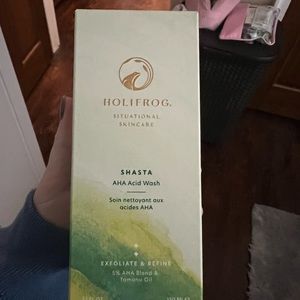 HOLIFROG.
SITUATIONAL
SKINCARE
SHASTA
AHA Acid Wash
Soin nettoyant aux
acides AHA
EXFOLIATE & REFINE
5% AHA Blend &
Tamanu Oil